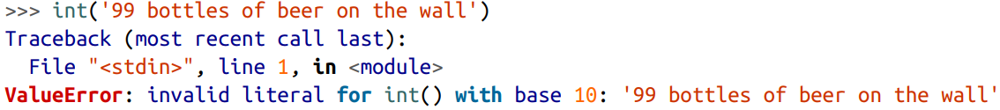 >>> int('99 bottles of beer on the wall')
Traceback (most recent call last):
  File "<stdin>", line 1, in <module>
ValueError: invalid literal for int() with base 10: '99 bottles of beer on the wall'